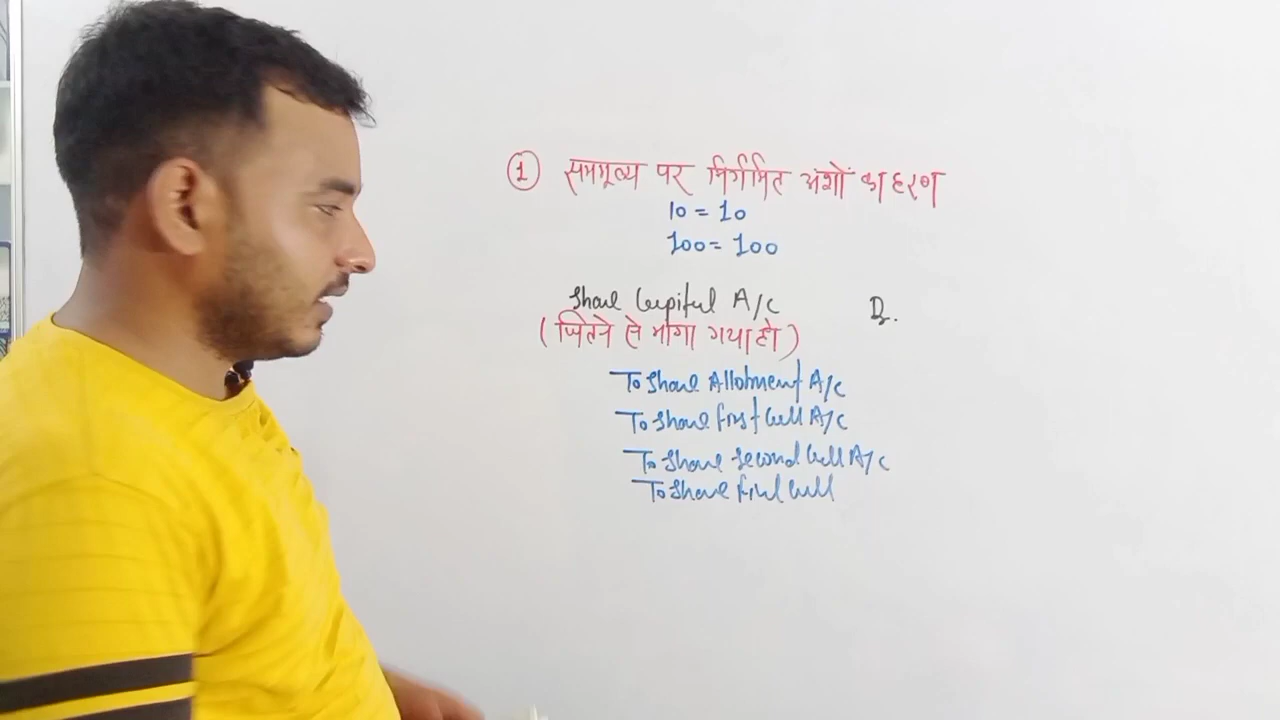 1 सममूल्य पर निर्गमित अंशों का हरण
10 = 10
100 = 100
Share Capital A/C Dr.
(जितने से मांगा गया हो)
To Share Allotment A/C
To Share first Call A/C
To Share Second Call A/C
To Share final Call